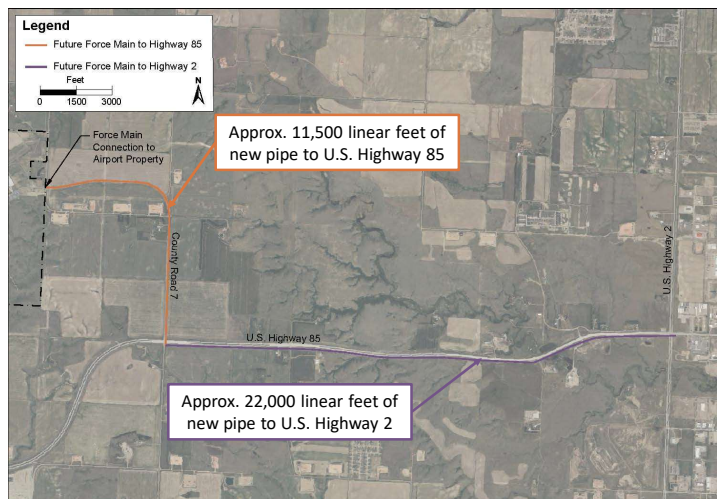 Legend
Future Force Main to Highway 85
Future Force Main to Highway 2
Feet
0 1500 3000
N
Force Main
Connection to
Airport Property
Approx. 11,500 linear feet of
new pipe to U.S. Highway 85
County Road 7
U.S. Highway 2
U.S. Highway 85
Approx. 22,000 linear feet of
new pipe to U.S. Highway 2